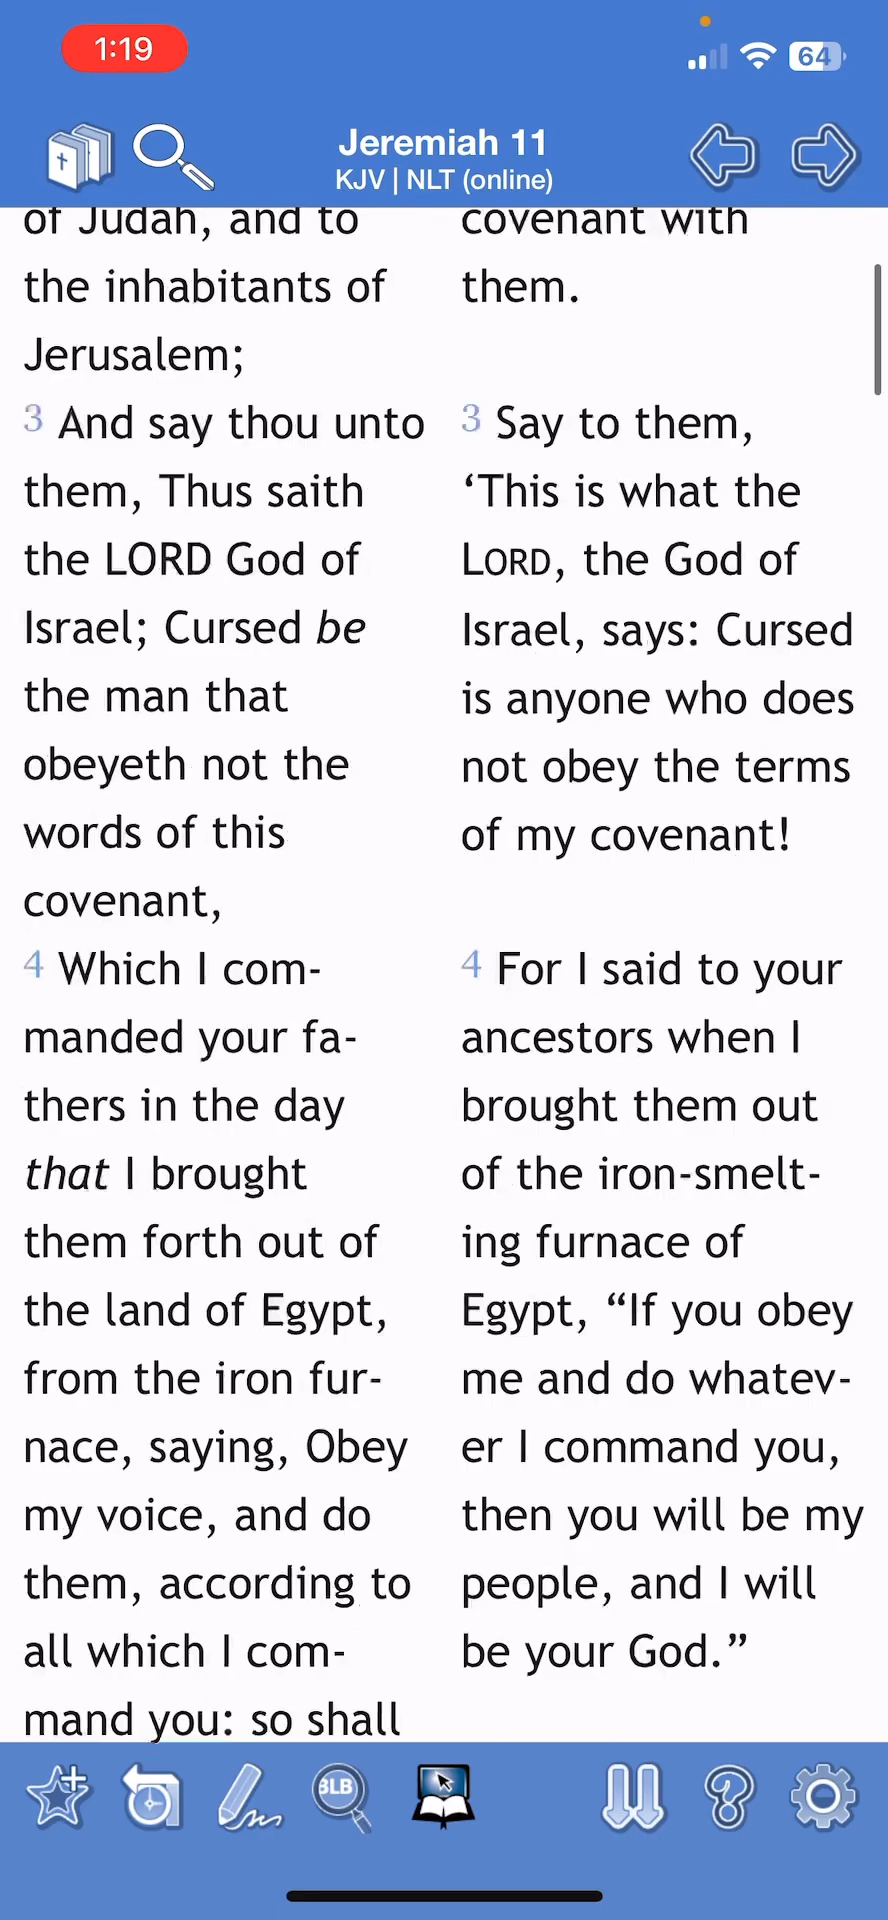 1:19
64
Jeremiah 11
KJV | NLT (online)
of Judah, and to
the inhabitants of
Jerusalem;
3 And say thou unto
them, Thus saith
the LORD God of
Israel; Cursed be
the man that
obeyeth not the
words of this
covenant,
4 Which I com-
manded your fa-
thers in the day
that I brought
them forth out of
the land of Egypt,
from the iron fur-
nace, saying, Obey
my voice, and do
them, according to
all which I com-
mand you: so shall
covenant with
them.
3 Say to them,
‘This is what the
LORD, the God of
Israel, says: Cursed
is anyone who does
not obey the terms
of my covenant!
4 For I said to your
ancestors when I
brought them out
of the iron-smelt-
ing furnace of
Egypt, “If you obey
me and do whatev-
er I command you,
then you will be my
people, and I will
be your God.”
BLB